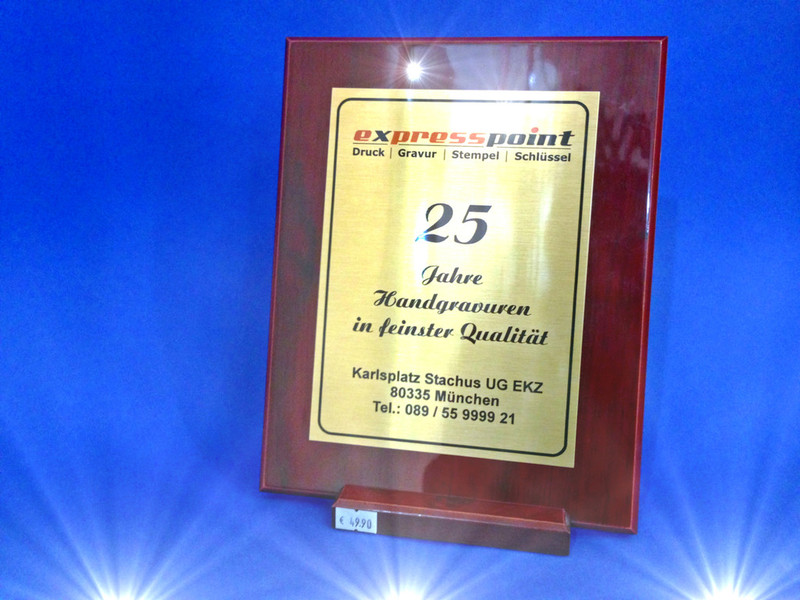 expresspoint
Druck | Gravur | Stempel | Schlüssel
25
Jahre
Handgravuren
in feinster Qualität
Karlsplatz Stachus UG EKZ
80335 München
Tel.: 089 / 55 9999 21
€ 49.90